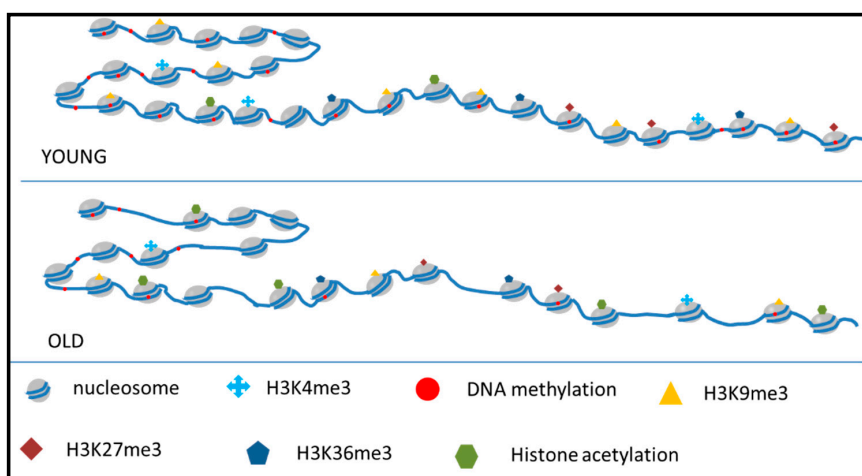 YOUNG
OLD
nucleosome H3K4me3 DNA methylation H3K9me3
H3K27me3 H3K36me3 Histone acetylation